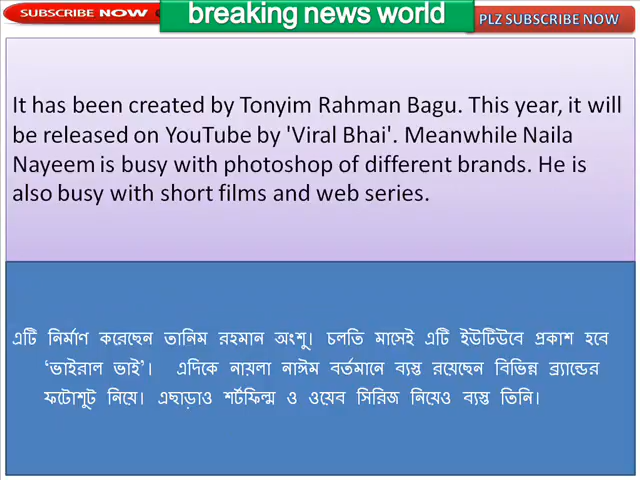 SUBSCRIBE NOW
breaking news world
PLZ SUBSCRIBE NOW
It has been created by Tonyim Rahman Bagu. This year, it will
be released on YouTube by 'Viral Bhai'. Meanwhile Naila
Nayeem is busy with photoshop of different brands. He is
also busy with short films and web series.
এটি নির্মাণ করেছেন তানিম রহমান অংশু। চলতি মাসেই এটি ইউটিউবে প্রকাশ হবে
‘ভাইরাল ভাই’। এদিকে নায়লা নাঈম বর্তমানে ব্যস্ত রয়েছেন বিভিন্ন ব্র্যান্ডের
ফটোশুট নিয়ে। এছাড়াও শর্টফিল্ম ও ওয়েব সিরিজ নিয়েও ব্যস্ত তিনি।